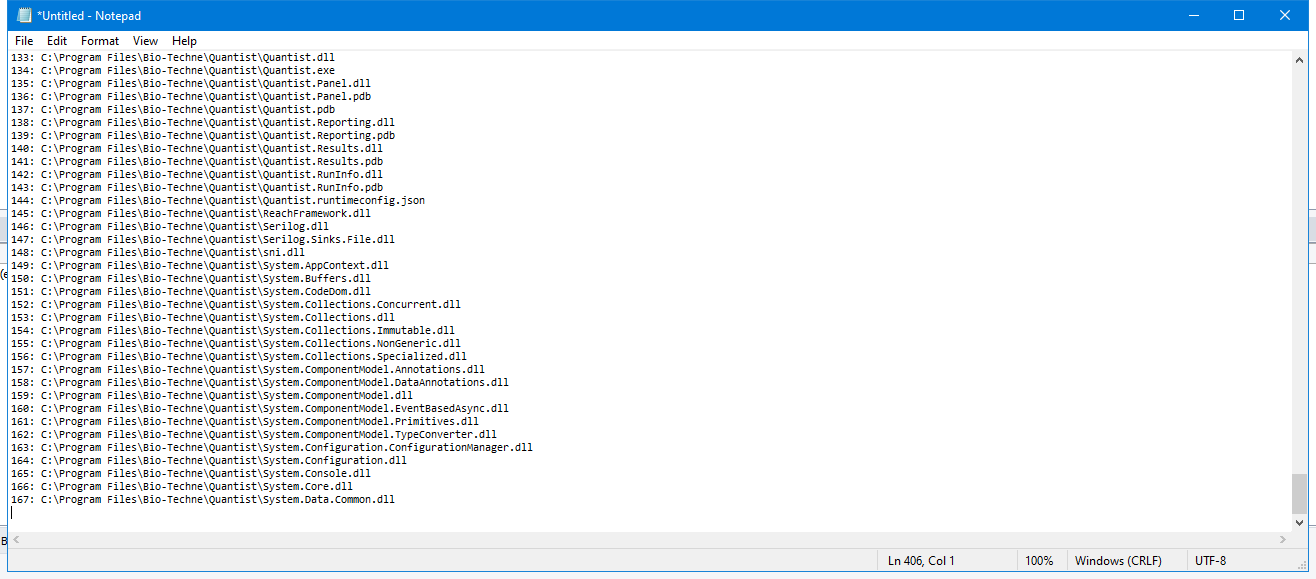 *Untitled - Notepad
File Edit Format View Help
133: C:\Program Files\Bio-Techne\Quantist\Quantist.dll
134: C:\Program Files\Bio-Techne\Quantist\Quantist.exe
135: C:\Program Files\Bio-Techne\Quantist\Quantist.Panel.dll
136: C:\Program Files\Bio-Techne\Quantist\Quantist.Panel.pdb
137: C:\Program Files\Bio-Techne\Quantist\Quantist.pdb
138: C:\Program Files\Bio-Techne\Quantist\Quantist.Reporting.dll
139: C:\Program Files\Bio-Techne\Quantist\Quantist.Reporting.pdb
140: C:\Program Files\Bio-Techne\Quantist\Quantist.Results.dll
141: C:\Program Files\Bio-Techne\Quantist\Quantist.Results.pdb
142: C:\Program Files\Bio-Techne\Quantist\Quantist.RunInfo.dll
143: C:\Program Files\Bio-Techne\Quantist\Quantist.RunInfo.pdb
144: C:\Program Files\Bio-Techne\Quantist\Quantist.runtimeconfig.json
145: C:\Program Files\Bio-Techne\Quantist\ReachFramework.dll
146: C:\Program Files\Bio-Techne\Quantist\Serilog.dll
147: C:\Program Files\Bio-Techne\Quantist\Serilog.Sinks.File.dll
148: C:\Program Files\Bio-Techne\Quantist\sni.dll
149: C:\Program Files\Bio-Techne\Quantist\System.AppContext.dll
150: C:\Program Files\Bio-Techne\Quantist\System.Buffers.dll
151: C:\Program Files\Bio-Techne\Quantist\System.CodeDom.dll
152: C:\Program Files\Bio-Techne\Quantist\System.Collections.Concurrent.dll
153: C:\Program Files\Bio-Techne\Quantist\System.Collections.dll
154: C:\Program Files\Bio-Techne\Quantist\System.Collections.Immutable.dll
155: C:\Program Files\Bio-Techne\Quantist\System.Collections.NonGeneric.dll
156: C:\Program Files\Bio-Techne\Quantist\System.Collections.Specialized.dll
157: C:\Program Files\Bio-Techne\Quantist\System.ComponentModel.Annotations.dll
158: C:\Program Files\Bio-Techne\Quantist\System.ComponentModel.DataAnnotations.dll
159: C:\Program Files\Bio-Techne\Quantist\System.ComponentModel.dll
160: C:\Program Files\Bio-Techne\Quantist\System.ComponentModel.EventBasedAsync.dll
161: C:\Program Files\Bio-Techne\Quantist\System.ComponentModel.Primitives.dll
162: C:\Program Files\Bio-Techne\Quantist\System.ComponentModel.TypeConverter.dll
163: C:\Program Files\Bio-Techne\Quantist\System.Configuration.ConfigurationManager.dll
164: C:\Program Files\Bio-Techne\Quantist\System.Configuration.dll
165: C:\Program Files\Bio-Techne\Quantist\System.Console.dll
166: C:\Program Files\Bio-Techne\Quantist\System.Core.dll
167: C:\Program Files\Bio-Techne\Quantist\System.Data.Common.dll
Ln 406, Col 1 100% Windows (CRLF) UTF-8